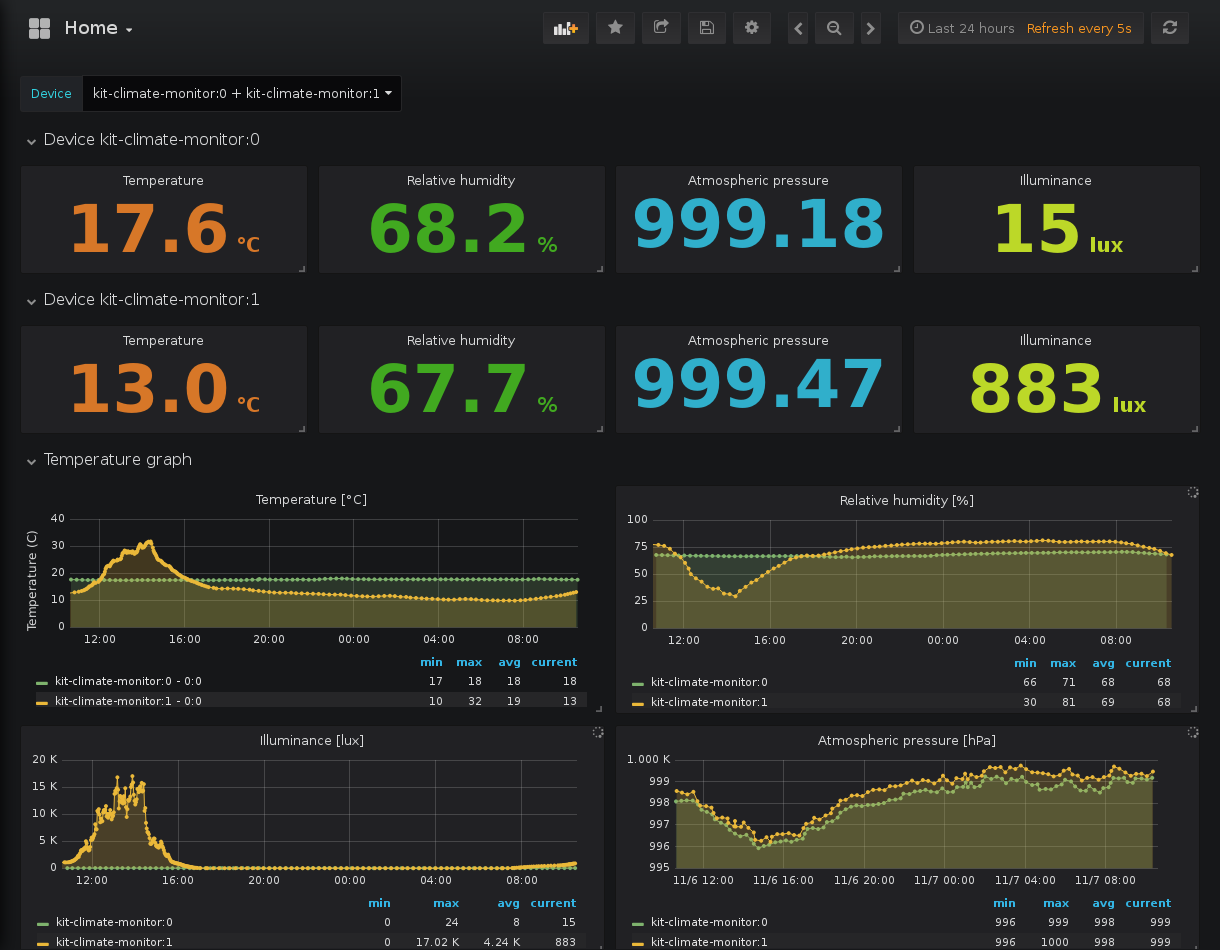 Home
Last 24 hours Refresh every 5s
Device kit-climate-monitor:0 + kit-climate-monitor:1
Device kit-climate-monitor:0
Temperature Relative humidity Atmospheric pressure Illuminance
17.6 °C 68.2 % 999.18 15 lux
Device kit-climate-monitor:1
Temperature Relative humidity Atmospheric pressure Illuminance
13.0 °C 67.7 % 999.47 883 lux
Temperature graph
Temperature [°C]
Temperature (C)
40
30
20
10
0
12:00 16:00 20:00 00:00 04:00 08:00
min max avg current
kit-climate-monitor:0 - 0:0 17 18 18 18
kit-climate-monitor:1 - 0:0 10 32 19 13
Relative humidity [%]
100
75
50
25
0
12:00 16:00 20:00 00:00 04:00 08:00
min max avg current
kit-climate-monitor:0 66 71 68 68
kit-climate-monitor:1 30 81 69 68
Illuminance [lux]
20 K
15 K
10 K
5 K
0
12:00 16:00 20:00 00:00 04:00 08:00
min max avg current
kit-climate-monitor:0 0 24 8 15
kit-climate-monitor:1 0 17.02 K 4.24 K 883
Atmospheric pressure [hPa]
1.000 K
999
998
997
996
995
11/6 12:00 11/6 16:00 11/6 20:00 11/7 00:00 11/7 04:00 11/7 08:00
min max avg current
kit-climate-monitor:0 996 999 998 999
kit-climate-monitor:1 996 1000 998 999